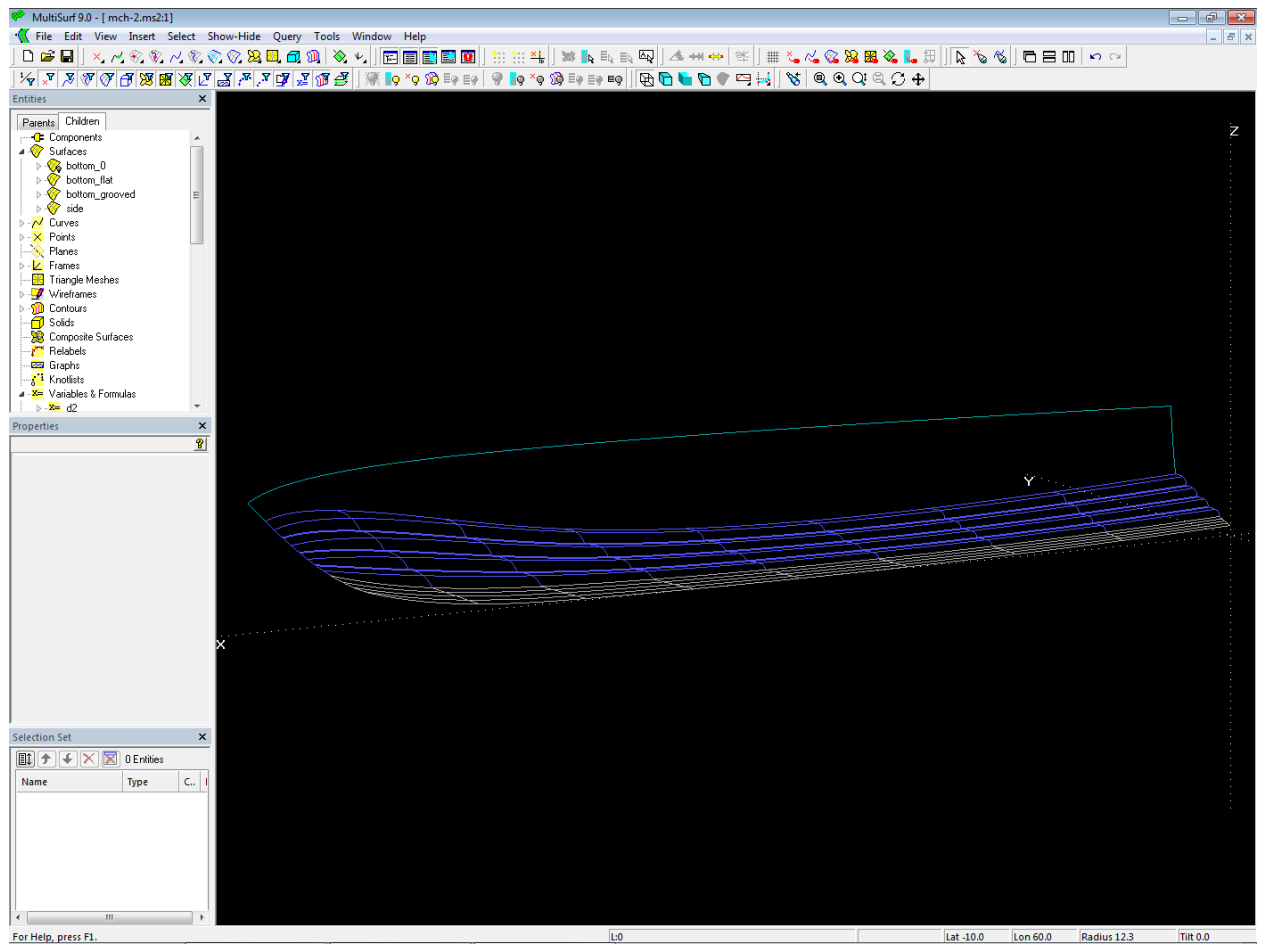 MultiSurf 9.0 - [ mch-2.ms2:1]
File Edit View Insert Select Show-Hide Query Tools Window Help
Entities
Parents Children
Components
Surfaces
bottom_0
bottom_flat
bottom_grooved
side
Curves
Points
Planes
Frames
Triangle Meshes
Wireframes
Contours
Solids
Composite Surfaces
Relabels
Graphs
Knotlists
Variables & Formulas
d2
Properties
Selection Set
0 Entities
Name Type C..
Z
Y
X
For Help, press F1. L:0 Lat -10.0 Lon 60.0 Radius 12.3 Tilt 0.0